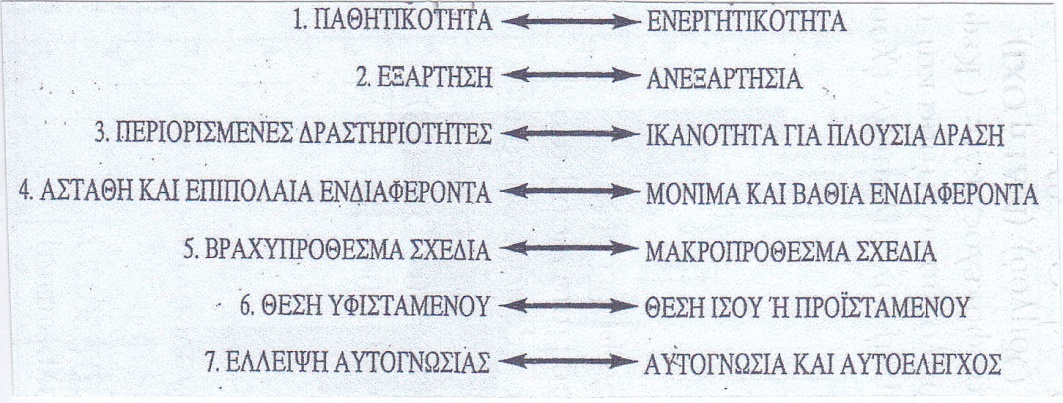 1. ΠΑΘΗΤΙΚΟΤΗΤΑ ΕΝΕΡΓΗΤΙΚΟΤΗΤΑ
2. ΕΞΑΡΤΗΣΗ ΑΝΕΞΑΡΤΗΣΙΑ
3. ΠΕΡΙΟΡΙΣΜΕΝΕΣ ΔΡΑΣΤΗΡΙΟΤΗΤΕΣ ΙΚΑΝΟΤΗΤΑ ΓΙΑ ΠΛΟΥΣΙΑ ΔΡΑΣΗ
4. ΑΣΤΑΘΗ ΚΑΙ ΕΠΙΠΟΛΑΙΑ ΕΝΔΙΑΦΕΡΟΝΤΑ ΜΟΝΙΜΑ ΚΑΙ ΒΑΘΙΑ ΕΝΔΙΑΦΕΡΟΝΤΑ
5. ΒΡΑΧΥΠΡΟΘΕΣΜΑ ΣΧΕΔΙΑ ΜΑΚΡΟΠΡΟΘΕΣΜΑ ΣΧΕΔΙΑ
6. ΘΕΣΗ ΥΦΙΣΤΑΜΕΝΟΥ ΘΕΣΗ ΙΣΟΥ Ή ΠΡΟΪΣΤΑΜΕΝΟΥ
7. ΕΛΛΕΙΨΗ ΑΥΤΟΓΝΩΣΙΑΣ ΑΥΤΟΓΝΩΣΙΑ ΚΑΙ ΑΥΤΟΕΛΕΓΧΟΣ